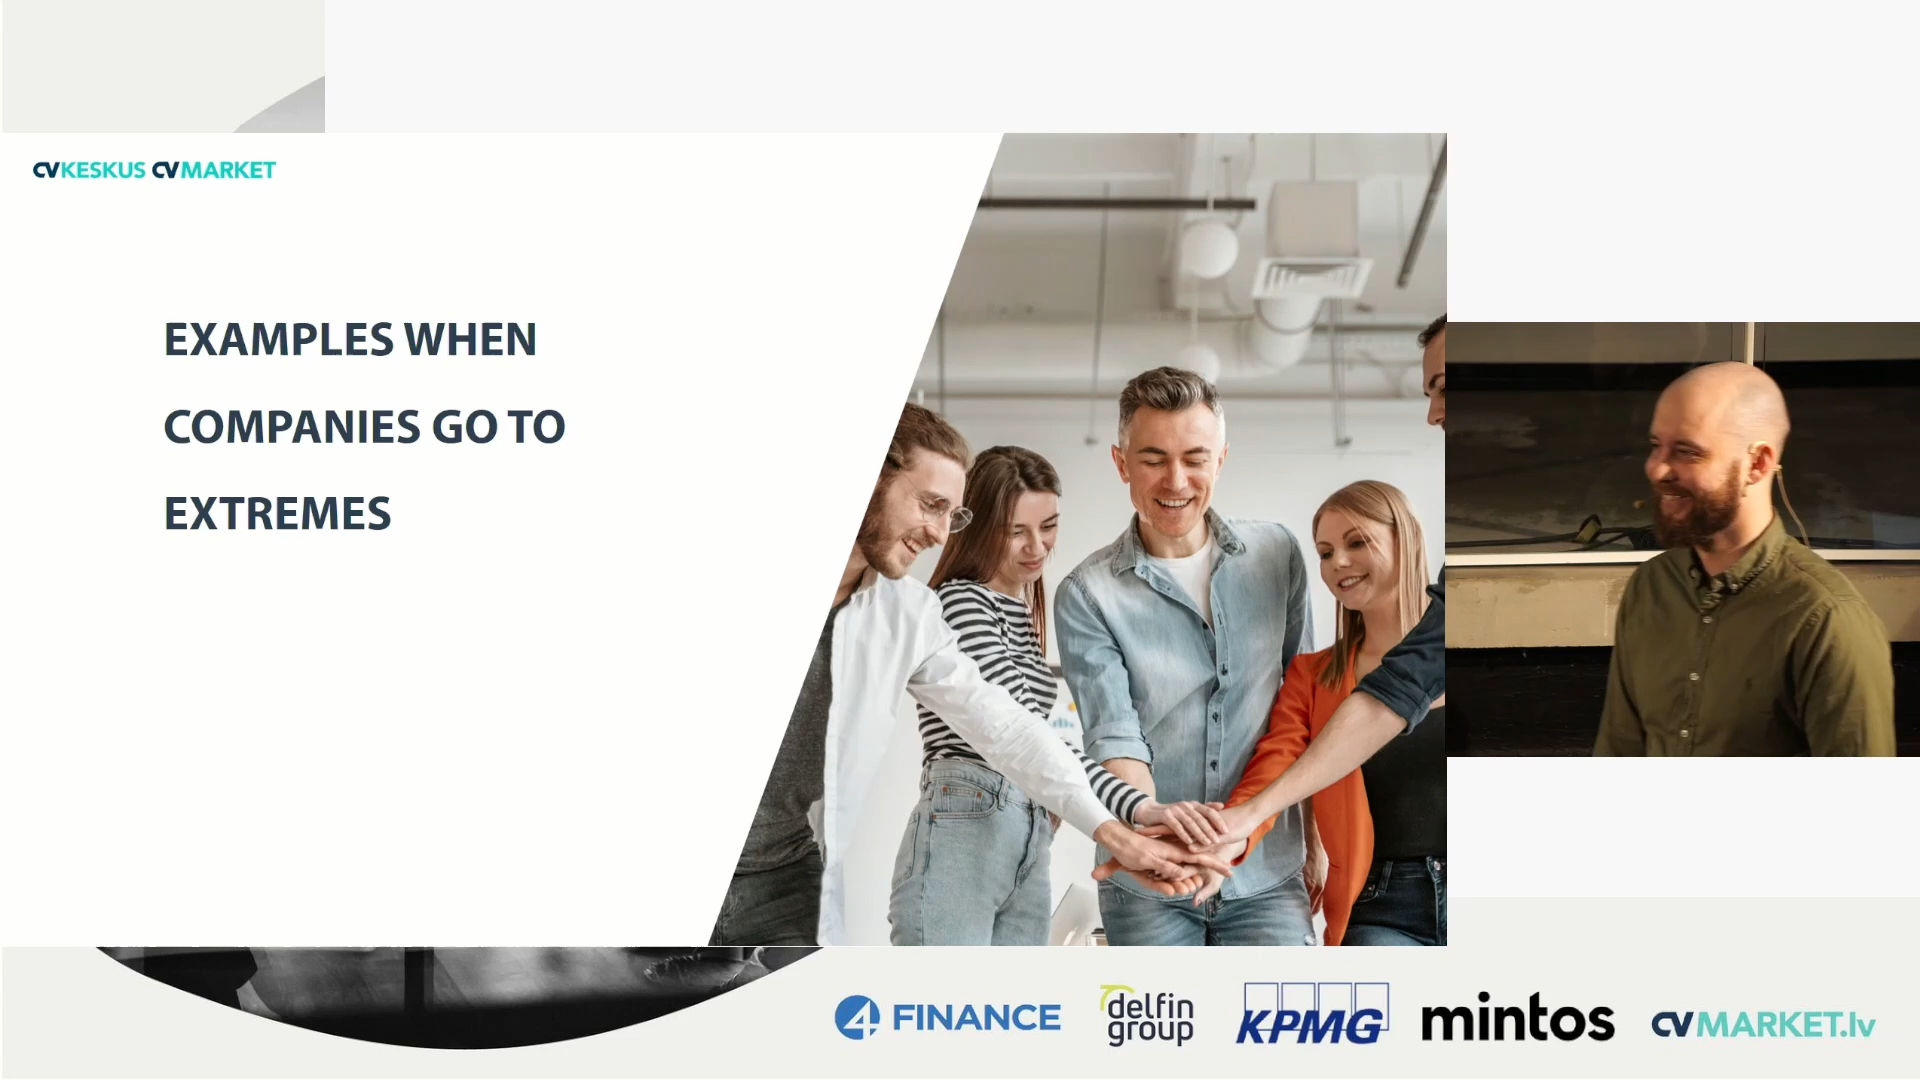 CVKESKUS CVMARKET
EXAMPLES WHEN
COMPANIES GO TO
EXTREMES
4 FINANCE
delfin
group
KPMG
mintos
CVMARKET.lv